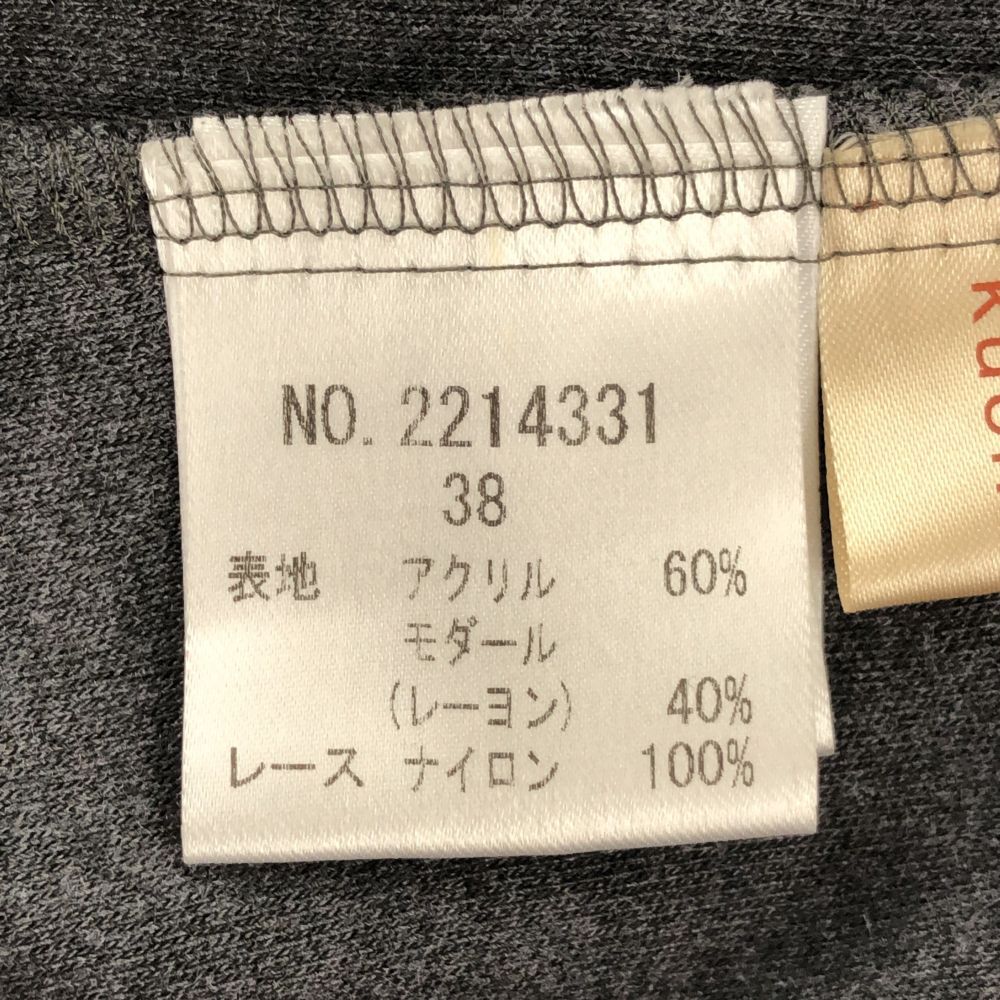 NO. 2214331
38
表地 アクリル 60%
モダール
(レーヨン) 40%
レース ナイロン 100%